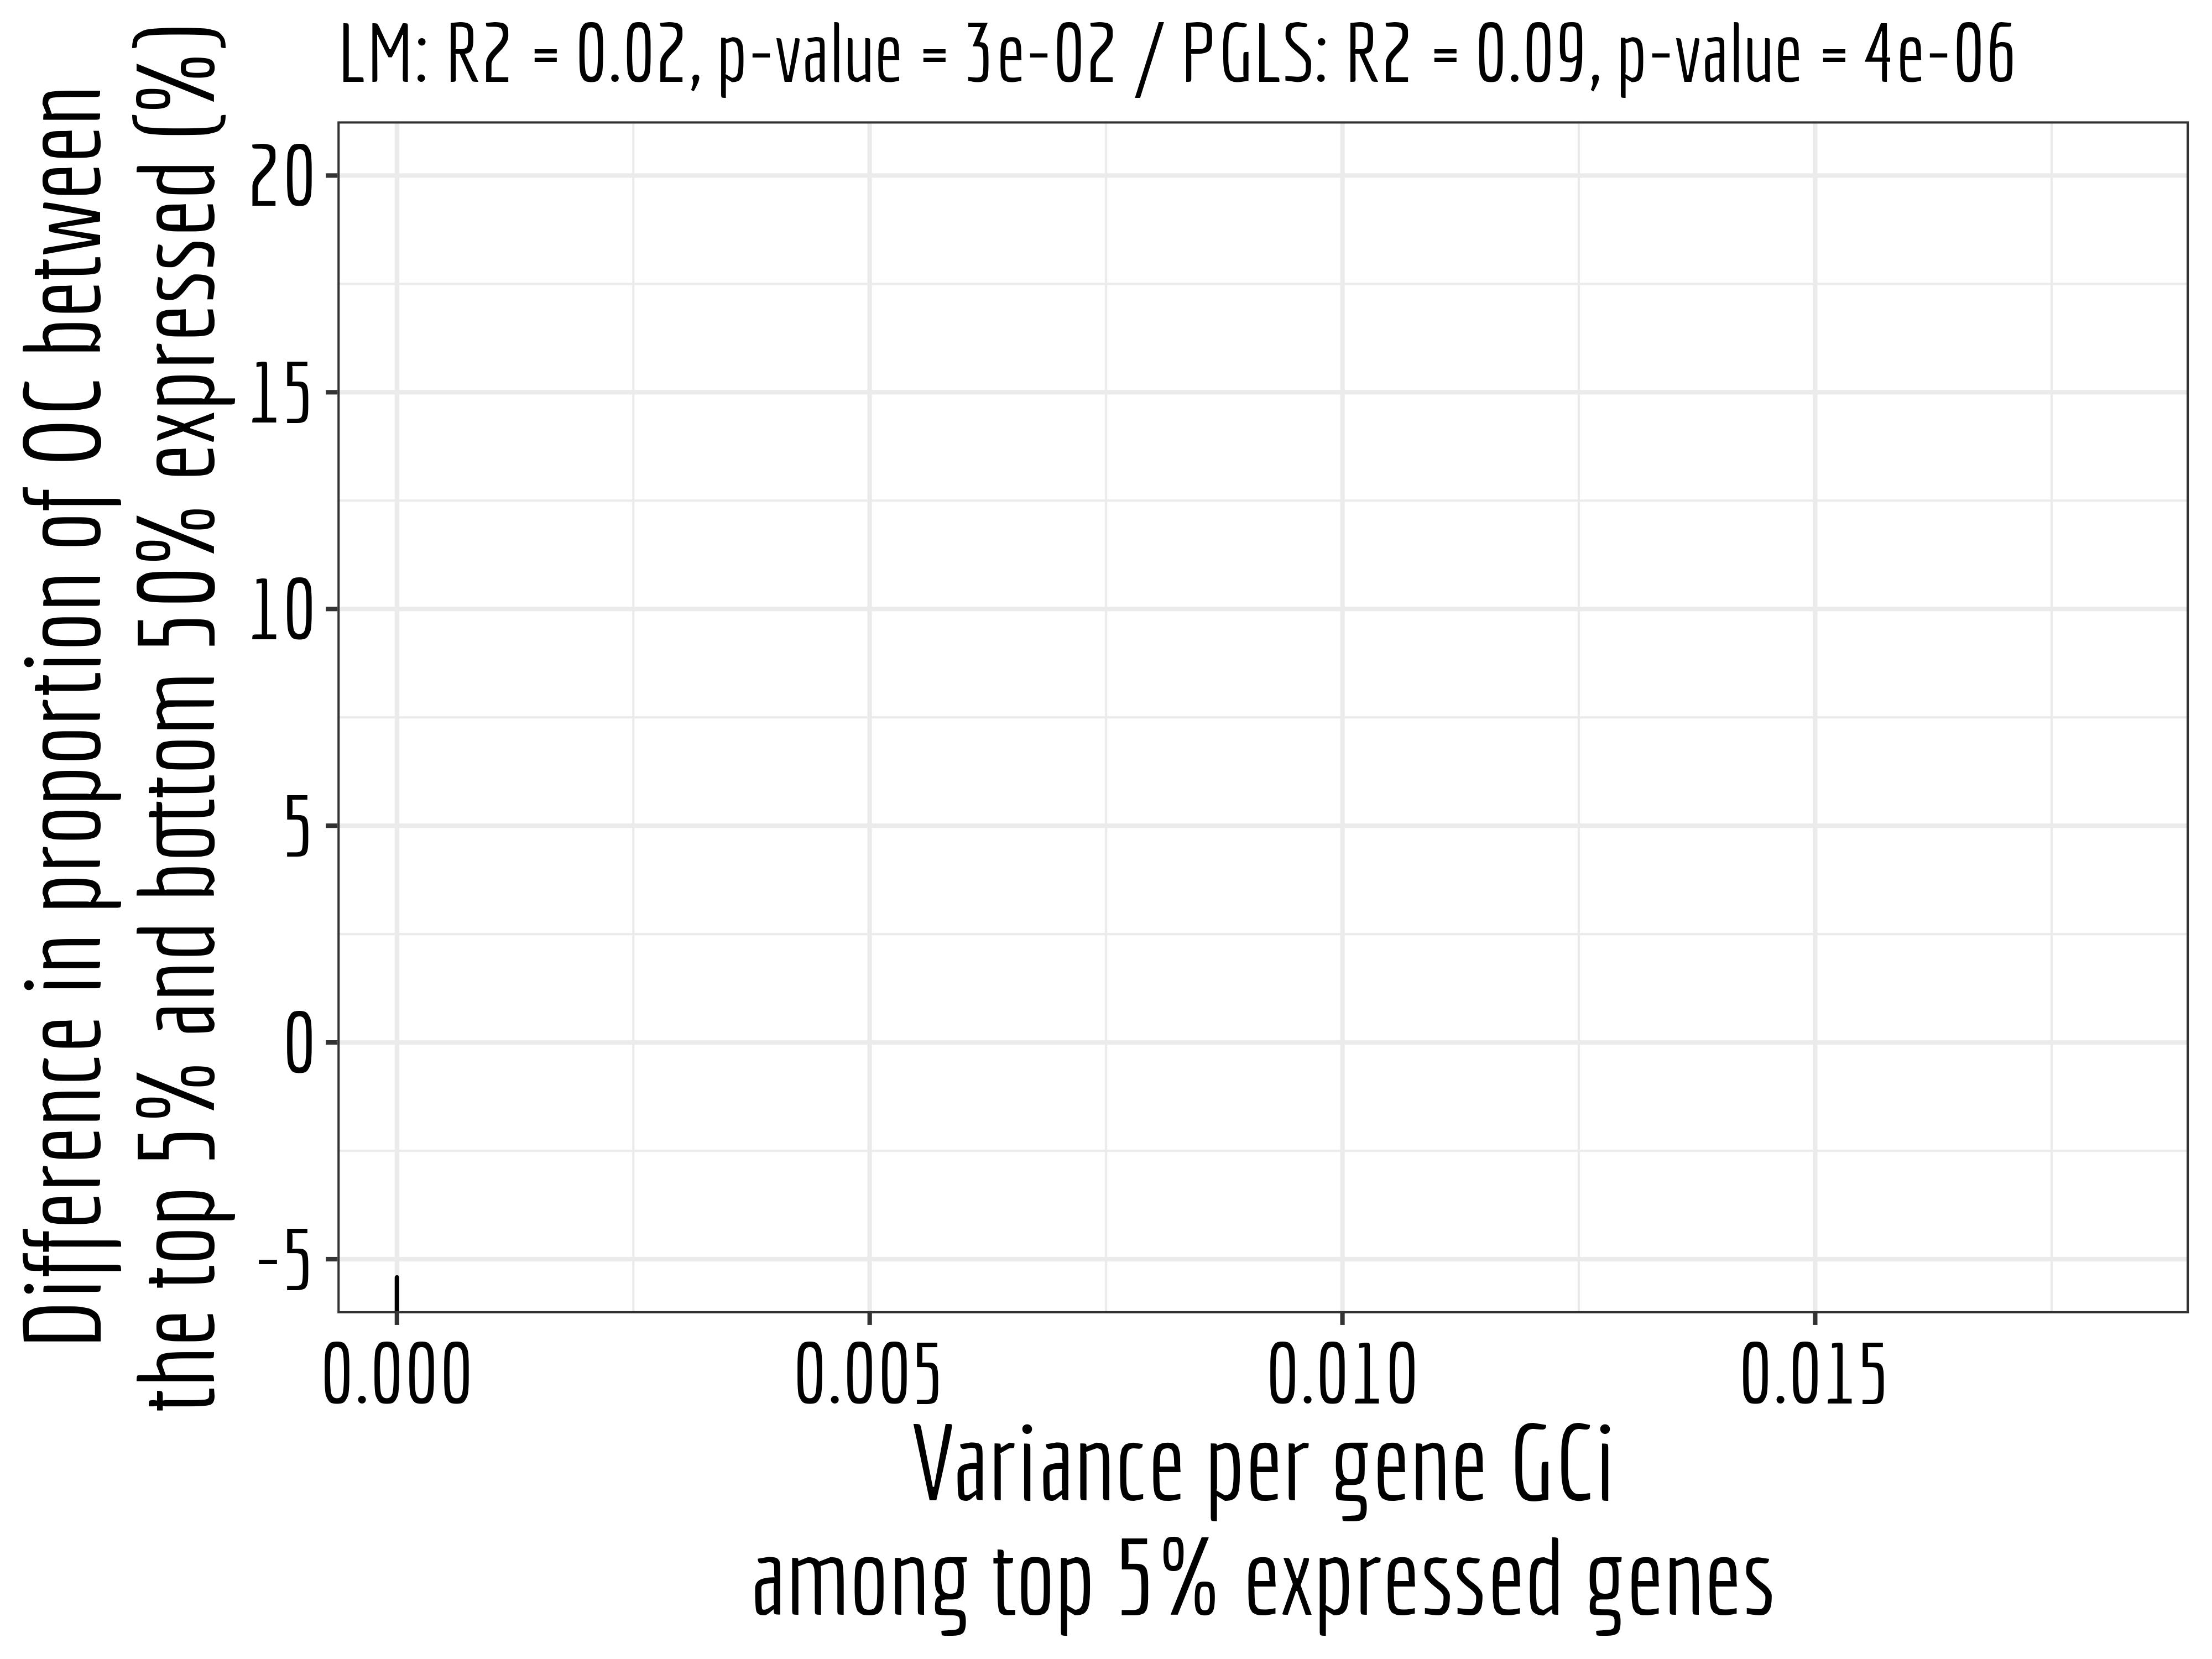 LM: R2 = 0.02, p-value = 3e-02 / PGLS: R2 = 0.09, p-value = 4e-06
Difference in proportion of OC between
the top 5% and bottom 50% expressed (%)
20
15
10
5
0
-5
0.000
0.005
0.010
0.015
Variance per gene GCi
among top 5% expressed genes